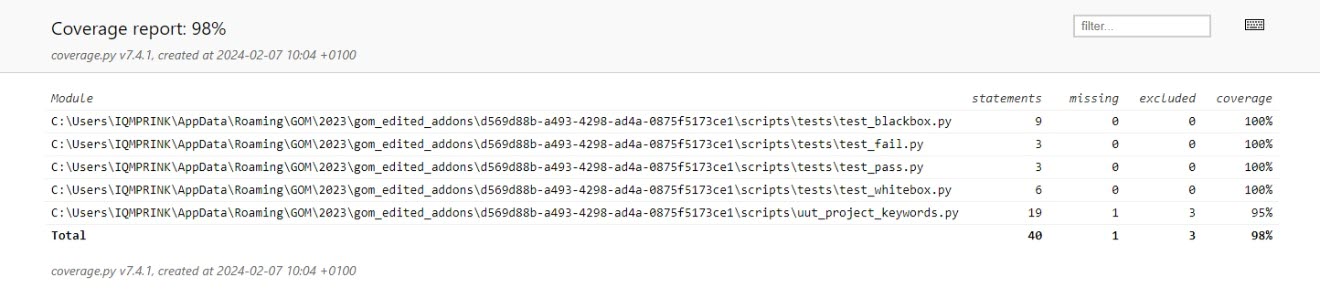 Coverage report: 98%
filter...
coverage.py v7.4.1, created at 2024-02-07 10:04 +0100
Module statements missing excluded coverage
C:\Users\IQMPRINK\AppData\Roaming\GOM\2023\gom_edited_addons\d569d88b-a493-4298-ad4a-0875f5173ce1\scripts\tests\test_blackbox.py 9 0 0 100%
C:\Users\IQMPRINK\AppData\Roaming\GOM\2023\gom_edited_addons\d569d88b-a493-4298-ad4a-0875f5173ce1\scripts\tests\test_fail.py 3 0 0 100%
C:\Users\IQMPRINK\AppData\Roaming\GOM\2023\gom_edited_addons\d569d88b-a493-4298-ad4a-0875f5173ce1\scripts\tests\test_pass.py 3 0 0 100%
C:\Users\IQMPRINK\AppData\Roaming\GOM\2023\gom_edited_addons\d569d88b-a493-4298-ad4a-0875f5173ce1\scripts\tests\test_whitebox.py 6 0 0 100%
C:\Users\IQMPRINK\AppData\Roaming\GOM\2023\gom_edited_addons\d569d88b-a493-4298-ad4a-0875f5173ce1\scripts\uut_project_keywords.py 19 1 3 95%
Total 40 1 3 98%
coverage.py v7.4.1, created at 2024-02-07 10:04 +0100